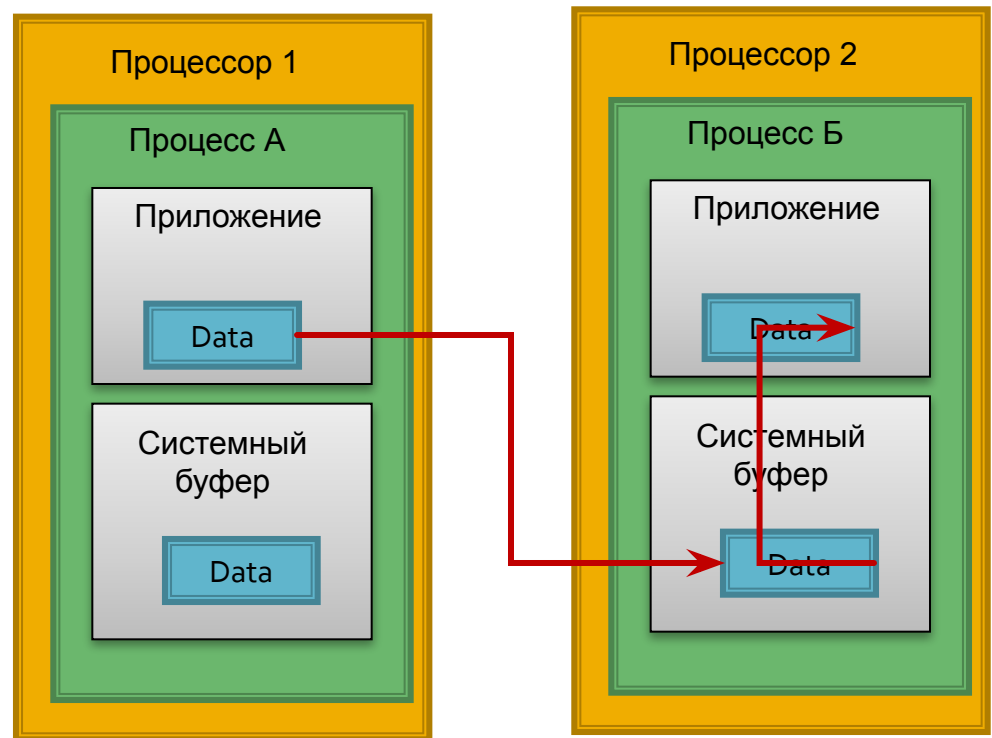 Процессор 1
Процесс А
Приложение
Data
Системный
буфер
Data
Процессор 2
Процесс Б
Приложение
Data
Системный
буфер
Data